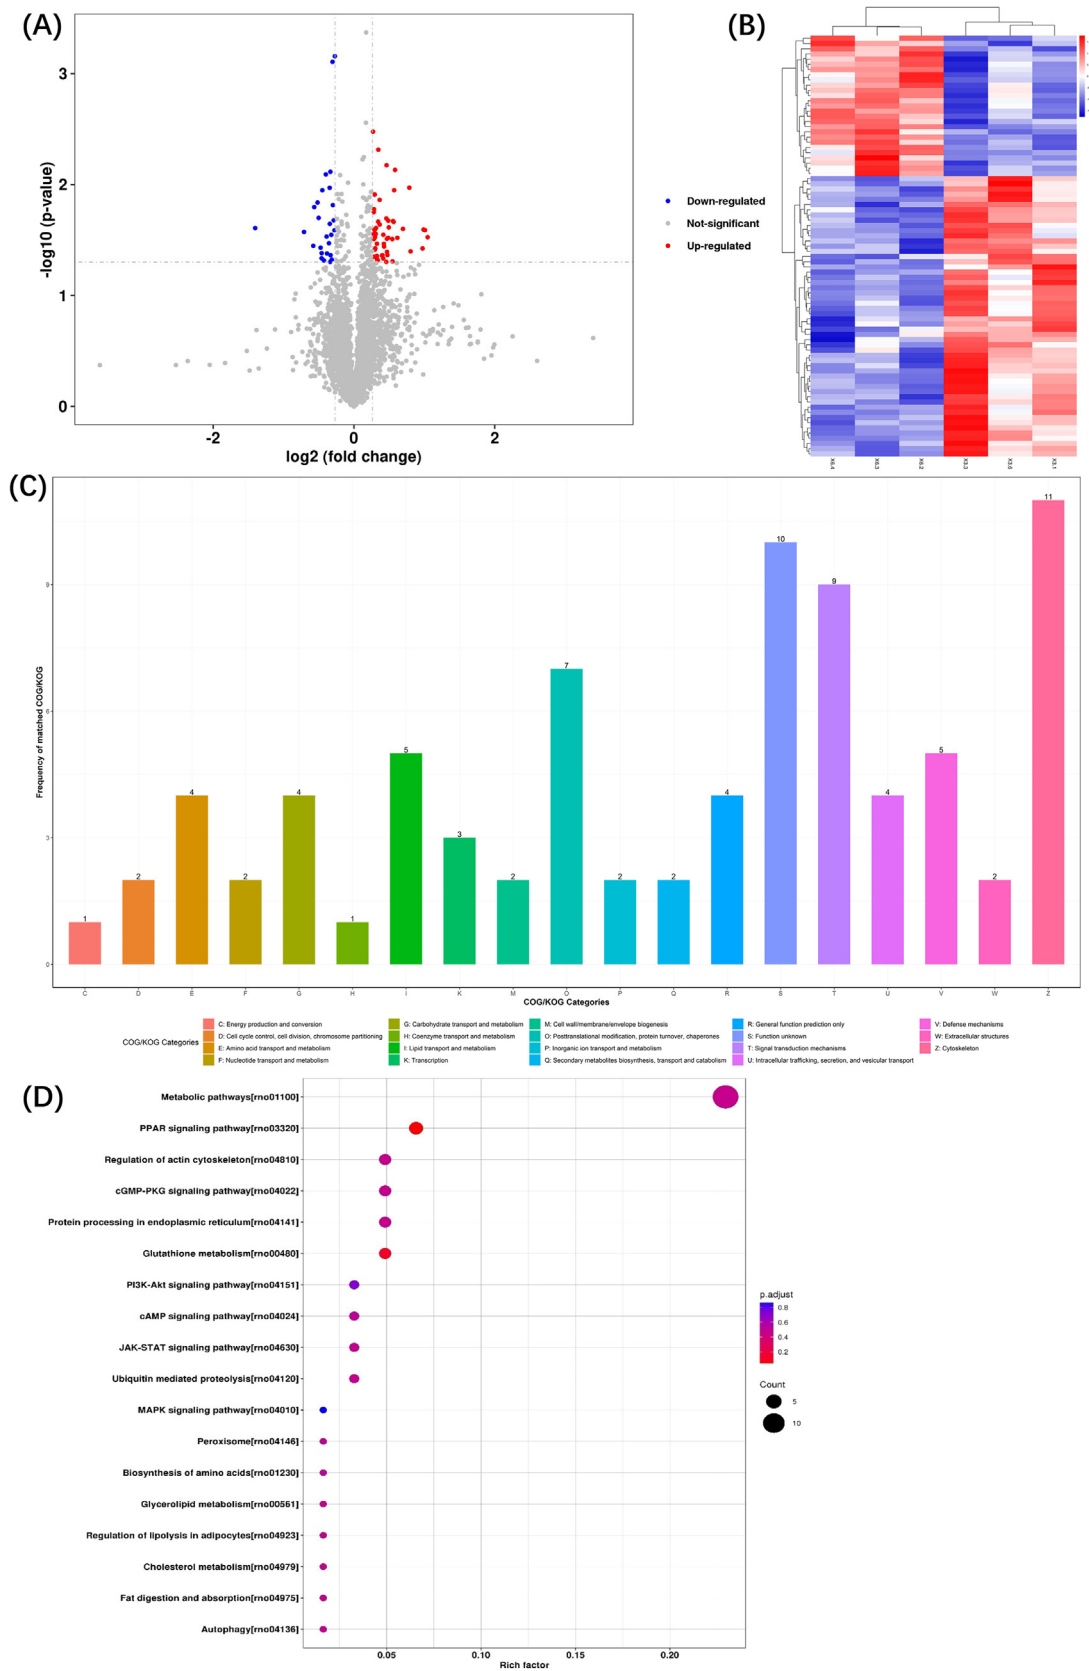 (A)
3
2
1
0
-log10 (p-value)
-2
0
2
log2 (fold change)
Down-regulated
Not-significant
Up-regulated
(B)
X6.4
X6.3
X6.2
X3.3
X3.6
X3.1
(C)
Frequency of matched COG/KOG
9
6
3
0
1
2
4
2
4
1
5
3
2
7
2
2
4
10
9
4
5
2
11
C
D
E
F
G
H
I
K
M
O
P
Q
R
S
T
U
V
W
Z
COG/KOG Categories
COG/KOG Categories
C: Energy production and conversion
D: Cell cycle control, cell division, chromosome partitioning
E: Amino acid transport and metabolism
F: Nucleotide transport and metabolism
G: Carbohydrate transport and metabolism
H: Coenzyme transport and metabolism
I: Lipid transport and metabolism
K: Transcription
M: Cell wall/membrane/envelope biogenesis
O: Posttranslational modification, protein turnover, chaperones
P: Inorganic ion transport and metabolism
Q: Secondary metabolites biosynthesis, transport and catabolism
R: General function prediction only
S: Function unknown
T: Signal transduction mechanisms
U: Intracellular trafficking, secretion, and vesicular transport
V: Defense mechanisms
W: Extracellular structures
Z: Cytoskeleton
(D)
Metabolic pathways[rno01100]
PPAR signaling pathway[rno03320]
Regulation of actin cytoskeleton[rno04810]
cGMP-PKG signaling pathway[rno04022]
Protein processing in endoplasmic reticulum[rno04141]
Glutathione metabolism[rno00480]
PI3K-Akt signaling pathway[rno04151]
cAMP signaling pathway[rno04024]
JAK-STAT signaling pathway[rno04630]
Ubiquitin mediated proteolysis[rno04120]
MAPK signaling pathway[rno04010]
Peroxisome[rno04146]
Biosynthesis of amino acids[rno01230]
Glycerolipid metabolism[rno00561]
Regulation of lipolysis in adipocytes[rno04923]
Cholesterol metabolism[rno04979]
Fat digestion and absorption[rno04975]
Autophagy[rno04136]
0.05
0.10
0.15
0.20
Rich factor
p.adjust
0.8
0.6
0.4
0.2
Count
5
10